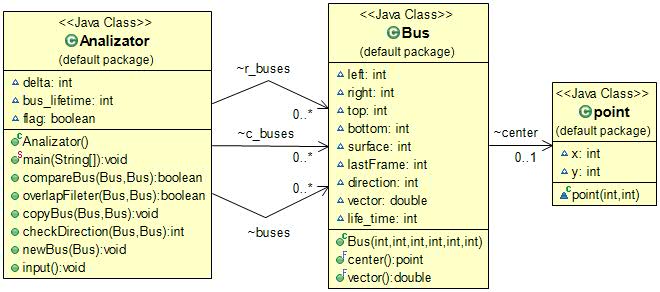 <<Java Class>>
Analizator
(default package)
delta: int
bus_lifetime: int
flag: boolean
Analizator()
main(String[]):void
compareBus(Bus,Bus):boolean
overlapFileter(Bus,Bus):boolean
copyBus(Bus,Bus):void
checkDirection(Bus,Bus):int
newBus(Bus):void
input():void
~r_buses
0..*
~c_buses
0..*
0..*
~buses
<<Java Class>>
Bus
(default package)
left: int
right: int
top: int
bottom: int
surface: int
lastFrame: int
direction: int
vector: double
life_time: int
Bus(int,int,int,int,int,int)
center():point
vector():double
~center
0..1
<<Java Class>>
point
(default package)
x: int
y: int
point(int,int)